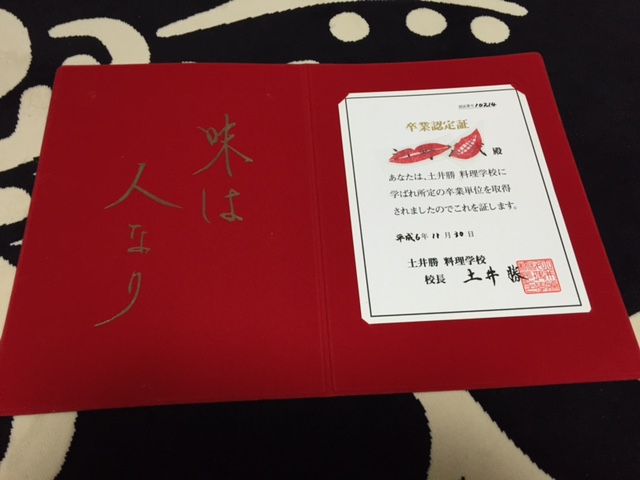 味は
人なり
10214
卒業認定証
殿
あなたは、土井勝 料理学校に
学ばれ所定の卒業単位を取得
されましたのでこれを証します。
平成6年11月30日
土井勝 料理学校
校長 土井勝